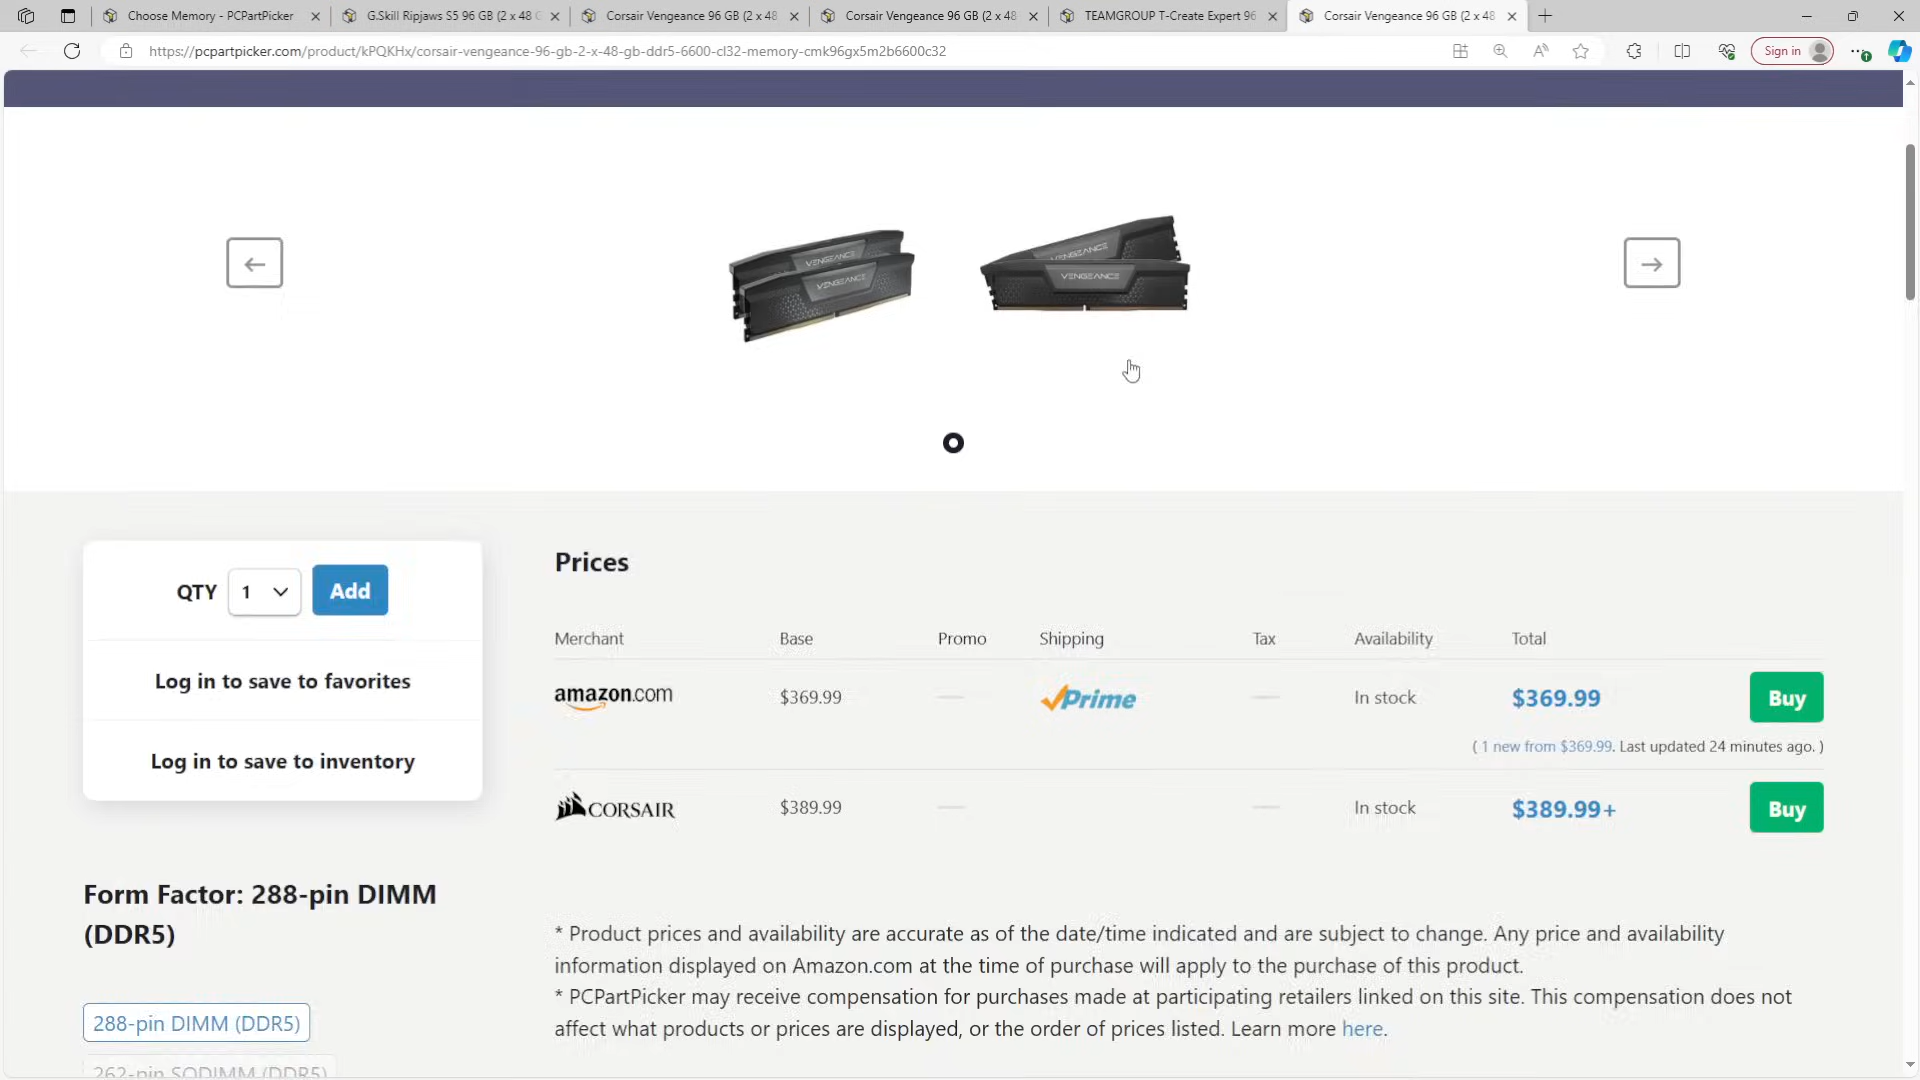 Choose Memory - PCPartPicker
G.Skill Ripjaws S5 96 GB (2 x 48 G
Corsair Vengeance 96 GB (2 x 48
Corsair Vengeance 96 GB (2 x 48
TEAMGROUP T-Create Expert 96
Corsair Vengeance 96 GB (2 x 48
https://pcpartpicker.com/product/kPQKHx/corsair-vengeance-96-gb-2-x-48-gb-ddr5-6600-cl32-memory-cmk96gx5m2b6600c32
Sign in
VENGEANCE
VENGEANCE
VENGEANCE
VENGEANCE
QTY 1 Add
Log in to save to favorites
Log in to save to inventory
Form Factor: 288-pin DIMM
(DDR5)
288-pin DIMM (DDR5)
262-pin SODIMM (DDR5)
Prices
Merchant Base Promo Shipping Tax Availability Total
amazon.com $369.99 — Prime — In stock $369.99 Buy
( 1 new from $369.99. Last updated 24 minutes ago. )
CORSAIR $389.99 — — In stock $389.99+ Buy
* Product prices and availability are accurate as of the date/time indicated and are subject to change. Any price and availability
information displayed on Amazon.com at the time of purchase will apply to the purchase of this product.
* PCPartPicker may receive compensation for purchases made at participating retailers linked on this site. This compensation does not
affect what products or prices are displayed, or the order of prices listed. Learn more here.